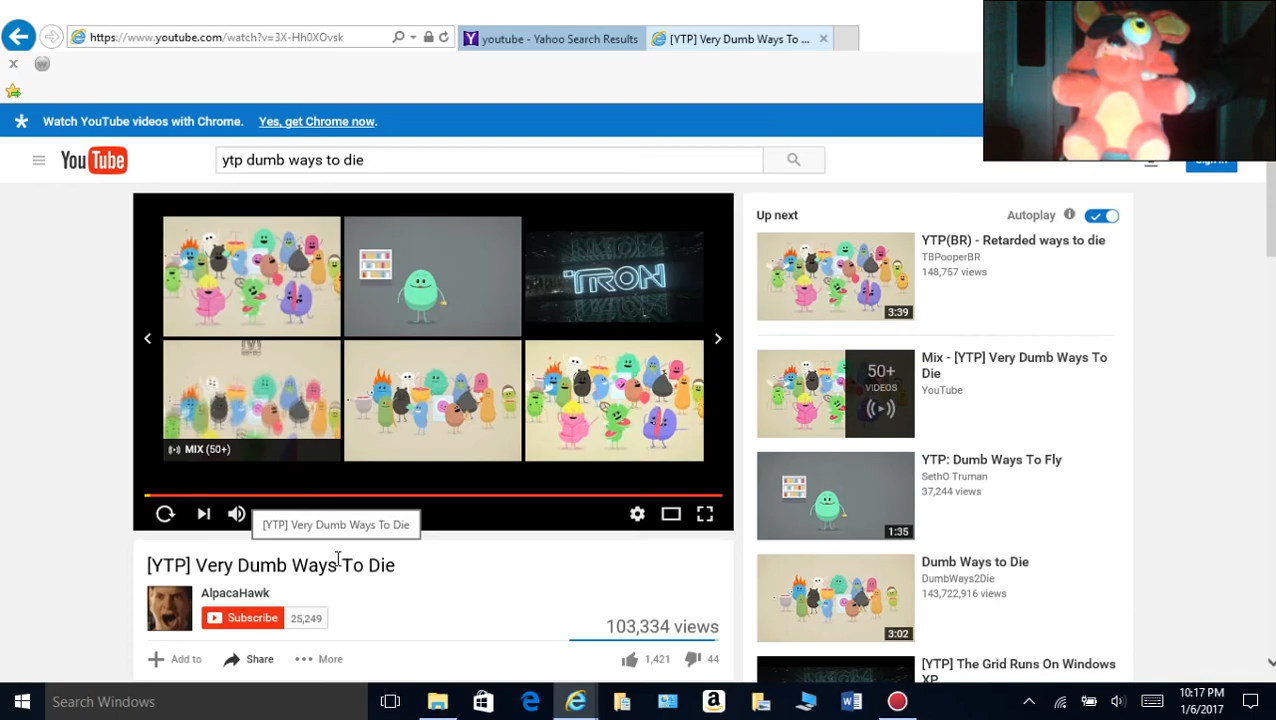 https://www.youtube.com/watch?v=3X-Hh0XOvsk
youtube - Yahoo Search Results
[YTP] Very Dumb Ways To ...
Watch YouTube videos with Chrome. Yes, get Chrome now.
YouTube
ytp dumb ways to die
TRON
MIX (50+)
[YTP] Very Dumb Ways To Die
[YTP] Very Dumb Ways To Die
AlpacaHawk
Subscribe 25,249
103,334 views
Add to Share More 1,421 44
Up next Autoplay
YTP(BR) - Retarded ways to die
TBPooperBR
148,757 views
3:39
Mix - [YTP] Very Dumb Ways To
Die
YouTube
50+
VIDEOS
YTP: Dumb Ways To Fly
SethO Truman
37,244 views
1:35
Dumb Ways to Die
DumbWays2Die
143,722,916 views
3:02
[YTP] The Grid Runs On Windows
XP
Search Windows
10:17 PM
1/6/2017